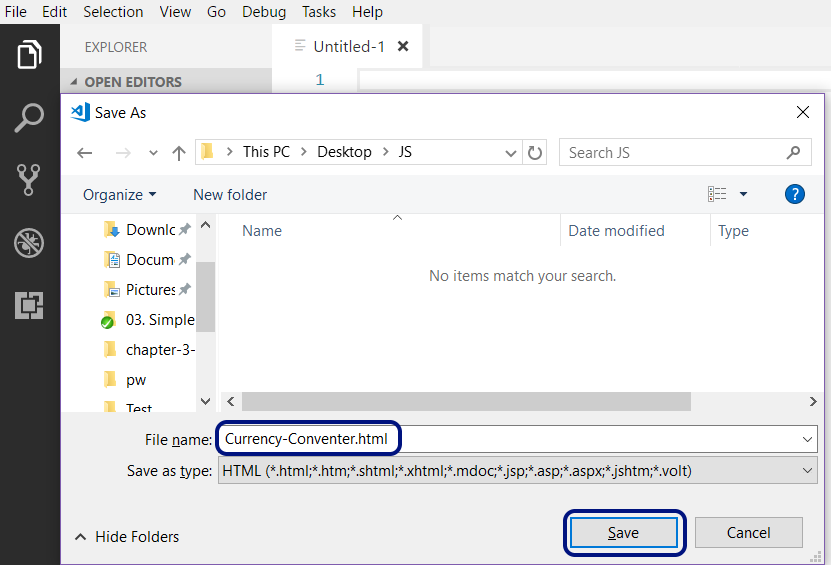 File Edit Selection View Go Debug Tasks Help
EXPLORER
Untitled-1
OPEN EDITORS
1
Save As
This PC > Desktop > JS
Search JS
Organize New folder
?
Name Date modified Type
No items match your search.
Downlc
Docum
Pictures
03. Simple
chapter-3-
pw
Test
File name: Currency-Conventer.html
Save as type: HTML (*.html;*.htm;*.shtml;*.xhtml;*.mdoc;*.jsp;*.asp;*.aspx;*.jshtm;*.volt)
Hide Folders Save Cancel